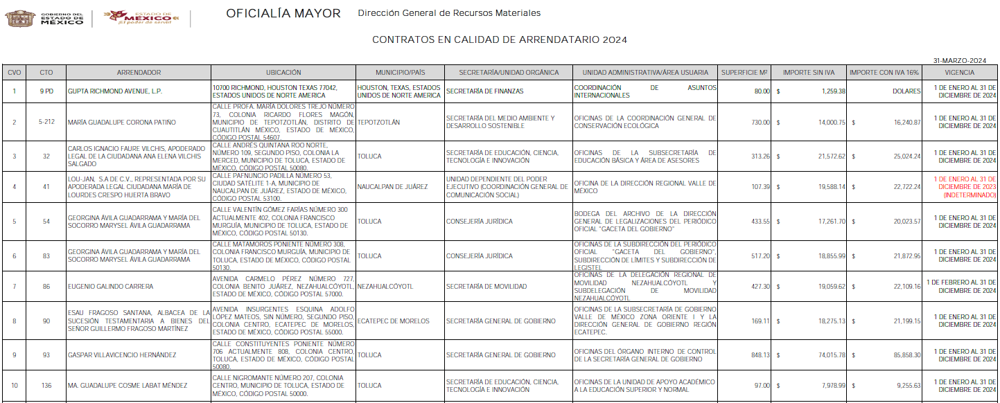 GOBIERNO DEL
ESTADO DE
MÉXICO
ESTADO DE
MÉXICO
¡El poder de servir!
OFICIALÍA MAYOR
Dirección General de Recursos Materiales
CONTRATOS EN CALIDAD DE ARRENDATARIO 2024
31-MARZO-2024
CVO CTO ARRENDADOR UBICACIÓN MUNICIPIO/PAÍS SECRETARÍA/UNIDAD ORGÁNICA UNIDAD ADMINISTRATIVA/ÁREA USUARIA SUPERFICIE M² IMPORTE SIN IVA IMPORTE CON IVA 16% VIGENCIA
1
9 PD
GUPTA RICHMOND AVENUE, L.P.
10700 RICHMOND, HOUSTON TEXAS 77042,
ESTADOS UNIDOS DE NORTE AMERICA
HOUSTON, TEXAS, ESTADOS
UNIDOS DE NORTE AMERICA
SECRETARÍA DE FINANZAS
COORDINACIÓN DE ASUNTOS
INTERNACIONALES
80.00
$ 1,259.38
DOLARES
1 DE ENERO AL 31 DE
DICIEMBRE DE 2024
2
5-212
MARÍA GUADALUPE CORONA PATIÑO
CALLE PROFA. MARÍA DOLORES TREJO NÚMERO
73, COLONIA RICARDO FLORES MAGÓN,
MUNICIPIO DE TEPOTZOTLÁN, DISTRITO DE
CUAUTITLÁN MÉXICO, ESTADO DE MÉXICO,
CÓDIGO POSTAL 54607.
TEPOTZOTLÁN
SECRETARÍA DEL MEDIO AMBIENTE Y
DESARROLLO SOSTENIBLE
OFICINAS DE LA COORDINACIÓN GENERAL DE
CONSERVACIÓN ECOLÓGICA
730.00
$ 14,000.75
$ 16,240.87
1 DE ENERO AL 31 DE
DICIEMBRE DE 2024
3
32
CARLOS IGNACIO FAURE VILCHIS, APODERADO
LEGAL DE LA CIUDADANA ANA ELENA VILCHIS
SALGADO
CALLE ANDRÉS QUINTANA ROO NORTE,
NÚMERO 109, SEGUNDO PISO, COLONIA LA
MERCED, MUNICIPIO DE TOLUCA, ESTADO DE
MÉXICO, CÓDIGO POSTAL 50080.
TOLUCA
SECRETARÍA DE EDUCACIÓN, CIENCIA,
TECNOLOGÍA E INNOVACIÓN
OFICINAS DE LA SUBSECRETARÍA DE
EDUCACIÓN BÁSICA Y ÁREA DE ASESORES
313.26
$ 21,572.62
$ 25,024.24
1 DE ENERO AL 31 DE
DICIEMBRE DE 2024
4
41
LOU-JAN, S.A DE C.V., REPRESENTADA POR SU
APODERADA LEGAL CIUDADANA MARÍA DE
LOURDES CRESPO HUERTA BRAVO
CALLE PAFNUNCIO PADILLA NÚMERO 53,
CIUDAD SATÉLITE 1-A, MUNICIPIO DE
NAUCALPAN DE JUÁREZ, ESTADO DE MÉXICO,
CÓDIGO POSTAL 53100.
NAUCALPAN DE JUÁREZ
UNIDAD DEPENDIENTE DEL PODER
EJECUTIVO (COORDINACIÓN GENERAL DE
COMUNICACIÓN SOCIAL)
OFICINA DE LA DIRECCIÓN REGIONAL VALLE DE
MÉXICO
107.39
$ 19,588.14
$ 22,722.24
1 DE ENERO AL 31 DE
DICIEMBRE DE 2023
(INDETERMINADO)
5
54
GEORGINA ÁVILA GUADARRAMA Y MARÍA DEL
SOCORRO MARYSEL ÁVILA GUADARRAMA
CALLE VALENTÍN GÓMEZ FARÍAS NÚMERO 300
ACTUALMENTE 402, COLONIA FRANCISCO
MURGUÍA, MUNICIPIO DE TOLUCA, ESTADO DE
MÉXICO, CÓDIGO POSTAL 50130.
TOLUCA
CONSEJERÍA JURÍDICA
BODEGA DEL ARCHIVO DE LA DIRECCIÓN
GENERAL DE LEGALIZACIONES DEL PERIÓDICO
OFICIAL "GACETA DEL GOBIERNO"
433.55
$ 17,261.70
$ 20,023.57
1 DE ENERO AL 31 DE
DICIEMBRE DE 2024
6
83
GEORGINA ÁVILA GUADARRAMA Y MARÍA DEL
SOCORRO MARYSEL ÁVILA GUADARRAMA
CALLE MATAMOROS PONIENTE NÚMERO 308,
COLONIA FRANCISCO MURGUÍA, MUNICIPIO DE
TOLUCA, ESTADO DE MÉXICO, CÓDIGO POSTAL
50130.
TOLUCA
CONSEJERÍA JURÍDICA
OFICINAS DE LA SUBDIRECCIÓN DEL PERIÓDICO
OFICIAL "GACETA DEL GOBIERNO",
SUBDIRECCIÓN DE LÍMITES Y SUBDIRECCIÓN DE
LEGISTEL
517.20
$ 18,855.99
$ 21,872.95
1 DE ENERO AL 31 DE
DICIEMBRE DE 2024
7
86
EUGENIO GALINDO CARRERA
AVENIDA CARMELO PÉREZ NÚMERO 727,
COLONIA BENITO JUÁREZ, NEZAHUALCÓYOTL,
ESTADO DE MÉXICO, CÓDIGO POSTAL 57000.
NEZAHUALCÓYOTL
SECRETARÍA DE MOVILIDAD
OFICINAS DE LA DELEGACIÓN REGIONAL DE
MOVILIDAD NEZAHUALCÓYOTL Y
SUBDELEGACIÓN DE MOVILIDAD
NEZAHUALCÓYOTL
427.30
$ 19,059.62
$ 22,109.16
1 DE FEBRERO AL 31 DE
DICIEMBRE DE 2024
8
90
ESAU FRAGOSO SANTANA, ALBACEA DE LA
SUCESIÓN TESTAMENTARIA A BIENES DEL
SEÑOR GUILLERMO FRAGOSO MARTÍNEZ
AVENIDA INSURGENTES ESQUINA ADOLFO
LÓPEZ MATEOS, SIN NÚMERO, SEGUNDO PISO,
COLONIA CENTRO, ECATEPEC DE MORELOS,
ESTADO DE MÉXICO, CÓDIGO POSTAL 55000.
ECATEPEC DE MORELOS
SECRETARÍA GENERAL DE GOBIERNO
OFICINAS DE LA SUBSECRETARÍA DE GOBIERNO
VALLE DE MÉXICO ZONA ORIENTE I Y LA
DIRECCIÓN GENERAL DE GOBIERNO REGIÓN
ECATEPEC.
169.11
$ 18,275.13
$ 21,199.15
1 DE ENERO AL 31 DE
DICIEMBRE DE 2024
9
93
GASPAR VILLAVICENCIO HERNÁNDEZ
CALLE CONSTITUYENTES PONIENTE NÚMERO
706 ACTUALMENTE 808, COLONIA CENTRO,
TOLUCA, ESTADO DE MÉXICO, CÓDIGO POSTAL
50080.
TOLUCA
SECRETARÍA GENERAL DE GOBIERNO
OFICINAS DEL ÓRGANO INTERNO DE CONTROL
DE LA SECRETARÍA GENERAL DE GOBIERNO
848.13
$ 74,015.78
$ 85,858.30
1 DE ENERO AL 31 DE
DICIEMBRE DE 2024
10
136
MA. GUADALUPE COSME LABAT MÉNDEZ
CALLE NIGROMANTE NÚMERO 207, COLONIA
CENTRO, MUNICIPIO DE TOLUCA, ESTADO DE
MÉXICO, CÓDIGO POSTAL 50000.
TOLUCA
SECRETARÍA DE EDUCACIÓN, CIENCIA,
TECNOLOGÍA E INNOVACIÓN
OFICINAS DE LA UNIDAD DE APOYO ACADÉMICO
A LA EDUCACIÓN SUPERIOR Y NORMAL
97.00
$ 7,978.99
$ 9,255.63
1 DE ENERO AL 31 DE
DICIEMBRE DE 2024